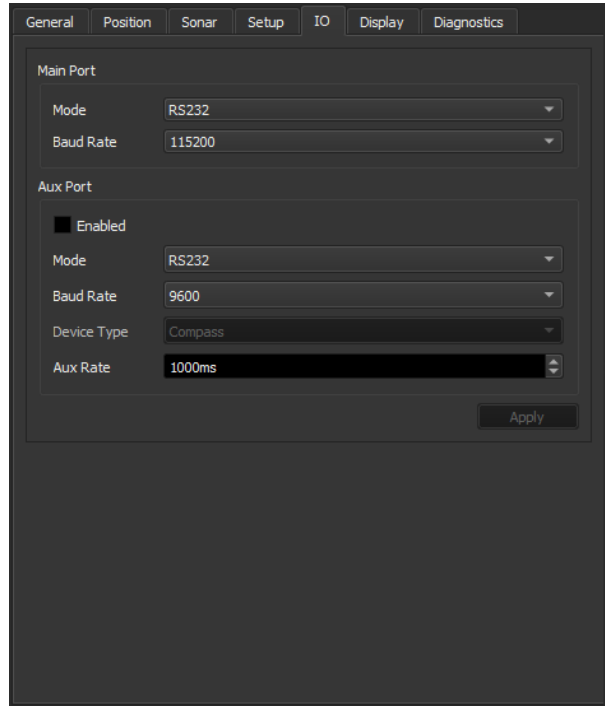 General Position Sonar Setup IO Display Diagnostics
Main Port
Mode RS232
Baud Rate 115200
Aux Port
Enabled
Mode RS232
Baud Rate 9600
Device Type Compass
Aux Rate 1000ms
Apply